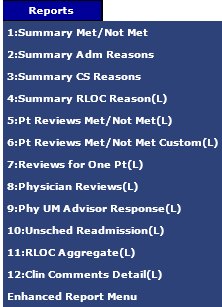 Reports
1:Summary Met/Not Met
2:Summary Adm Reasons
3:Summary CS Reasons
4:Summary RLOC Reason(L)
5:Pt Reviews Met/Not Met(L)
6:Pt Reviews Met/Not Met Custom(L)
7:Reviews for One Pt(L)
8:Physician Reviews(L)
9:Phy UM Advisor Response(L)
10:Unsched Readmission(L)
11:RLOC Aggregate(L)
12:Clin Comments Detail(L)
Enhanced Report Menu